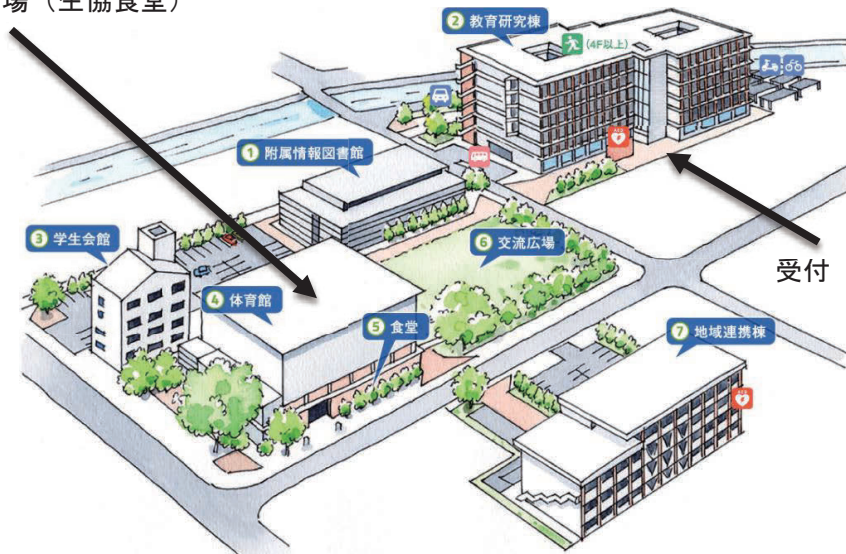 場（生協食堂）
② 教育研究棟
(4F以上)
① 附属情報図書館
③ 学生会館
⑥ 交流広場
受付
④ 体育館
⑤ 食堂
⑦ 地域連携棟